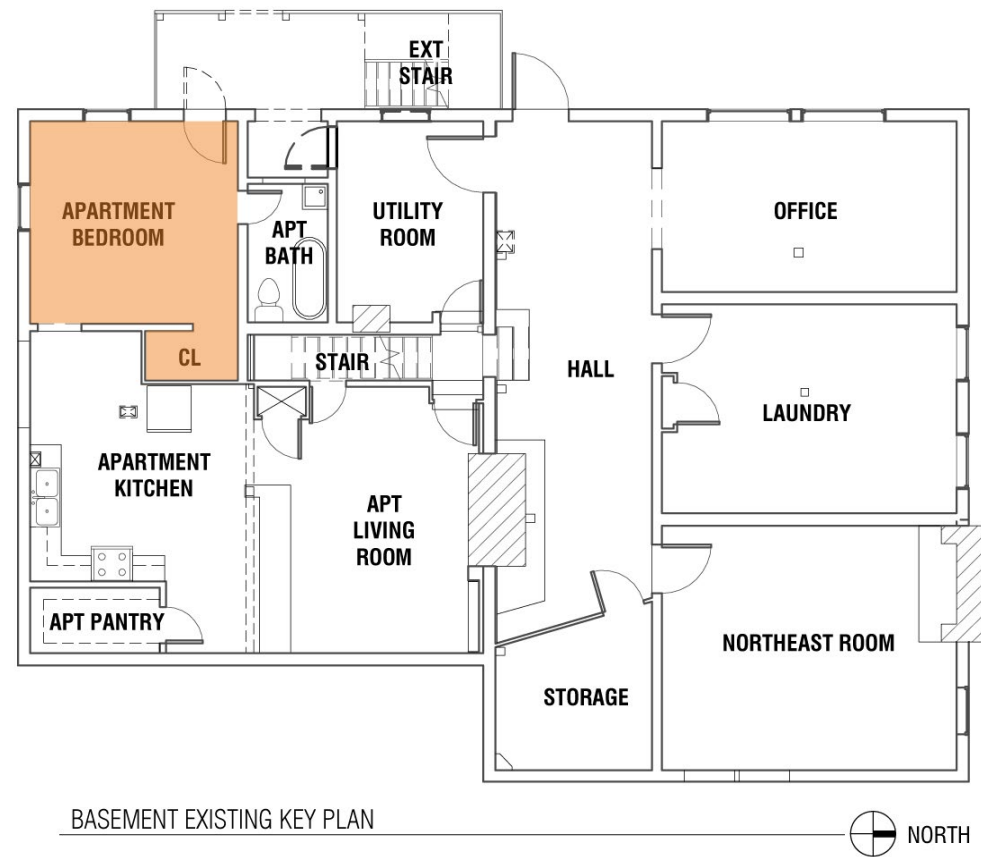 EXT
STAIR
APARTMENT
BEDROOM
APT
BATH
UTILITY
ROOM
OFFICE
CL
STAIR
HALL
LAUNDRY
APARTMENT
KITCHEN
APT
LIVING
ROOM
APT PANTRY
NORTHEAST ROOM
STORAGE
BASEMENT EXISTING KEY PLAN
NORTH